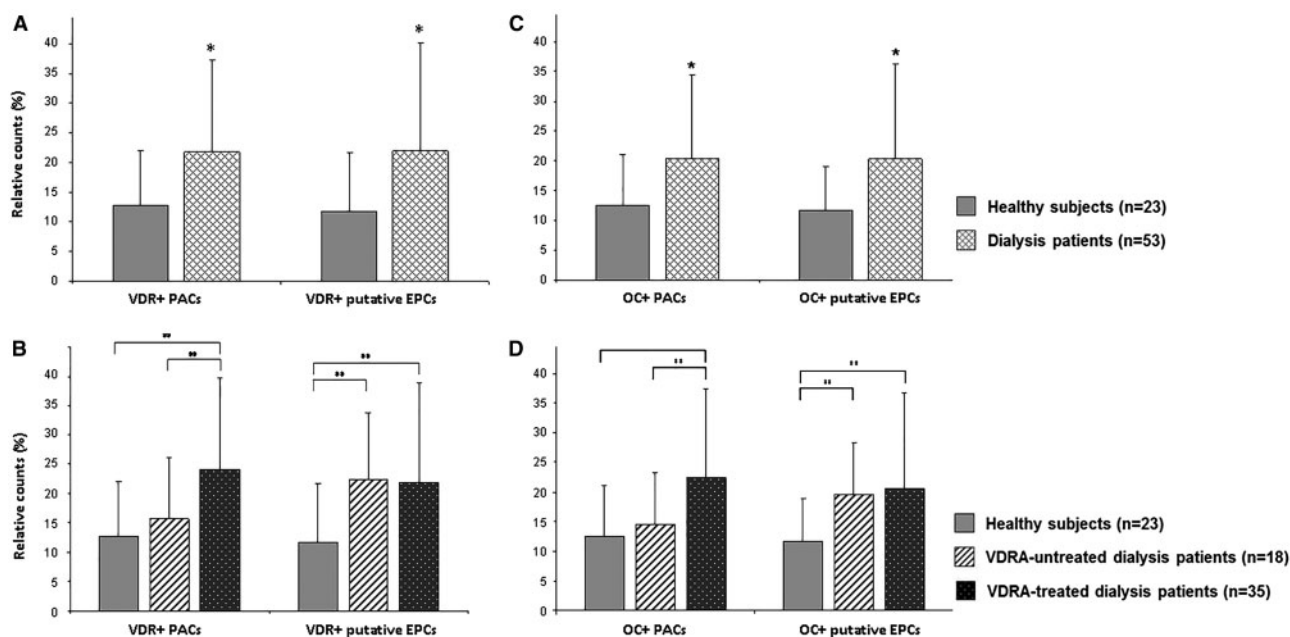 A
Relative counts (%)
40
35
30
25
20
15
10
5
0
*
*
VDR+ PACs
VDR+ putative EPCs
C
40
35
30
25
20
15
10
5
0
*
*
OC+ PACs
OC+ putative EPCs
Healthy subjects (n=23)
Dialysis patients (n=53)
B
Relative counts (%)
40
35
30
25
20
15
10
5
0
VDR+ PACs
VDR+ putative EPCs
D
40
35
30
25
20
15
10
5
0
OC+ PACs
OC+ putative EPCs
Healthy subjects (n=23)
VDRA-untreated dialysis patients (n=18)
VDRA-treated dialysis patients (n=35)